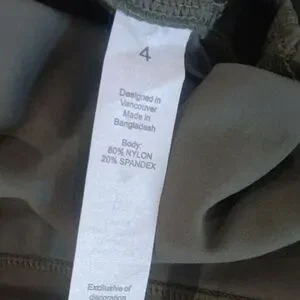 4
Designed in
Vancouver
Made in
Bangladesh
Body:
80% NYLON
20% SPANDEX
Exclusive of
decoration